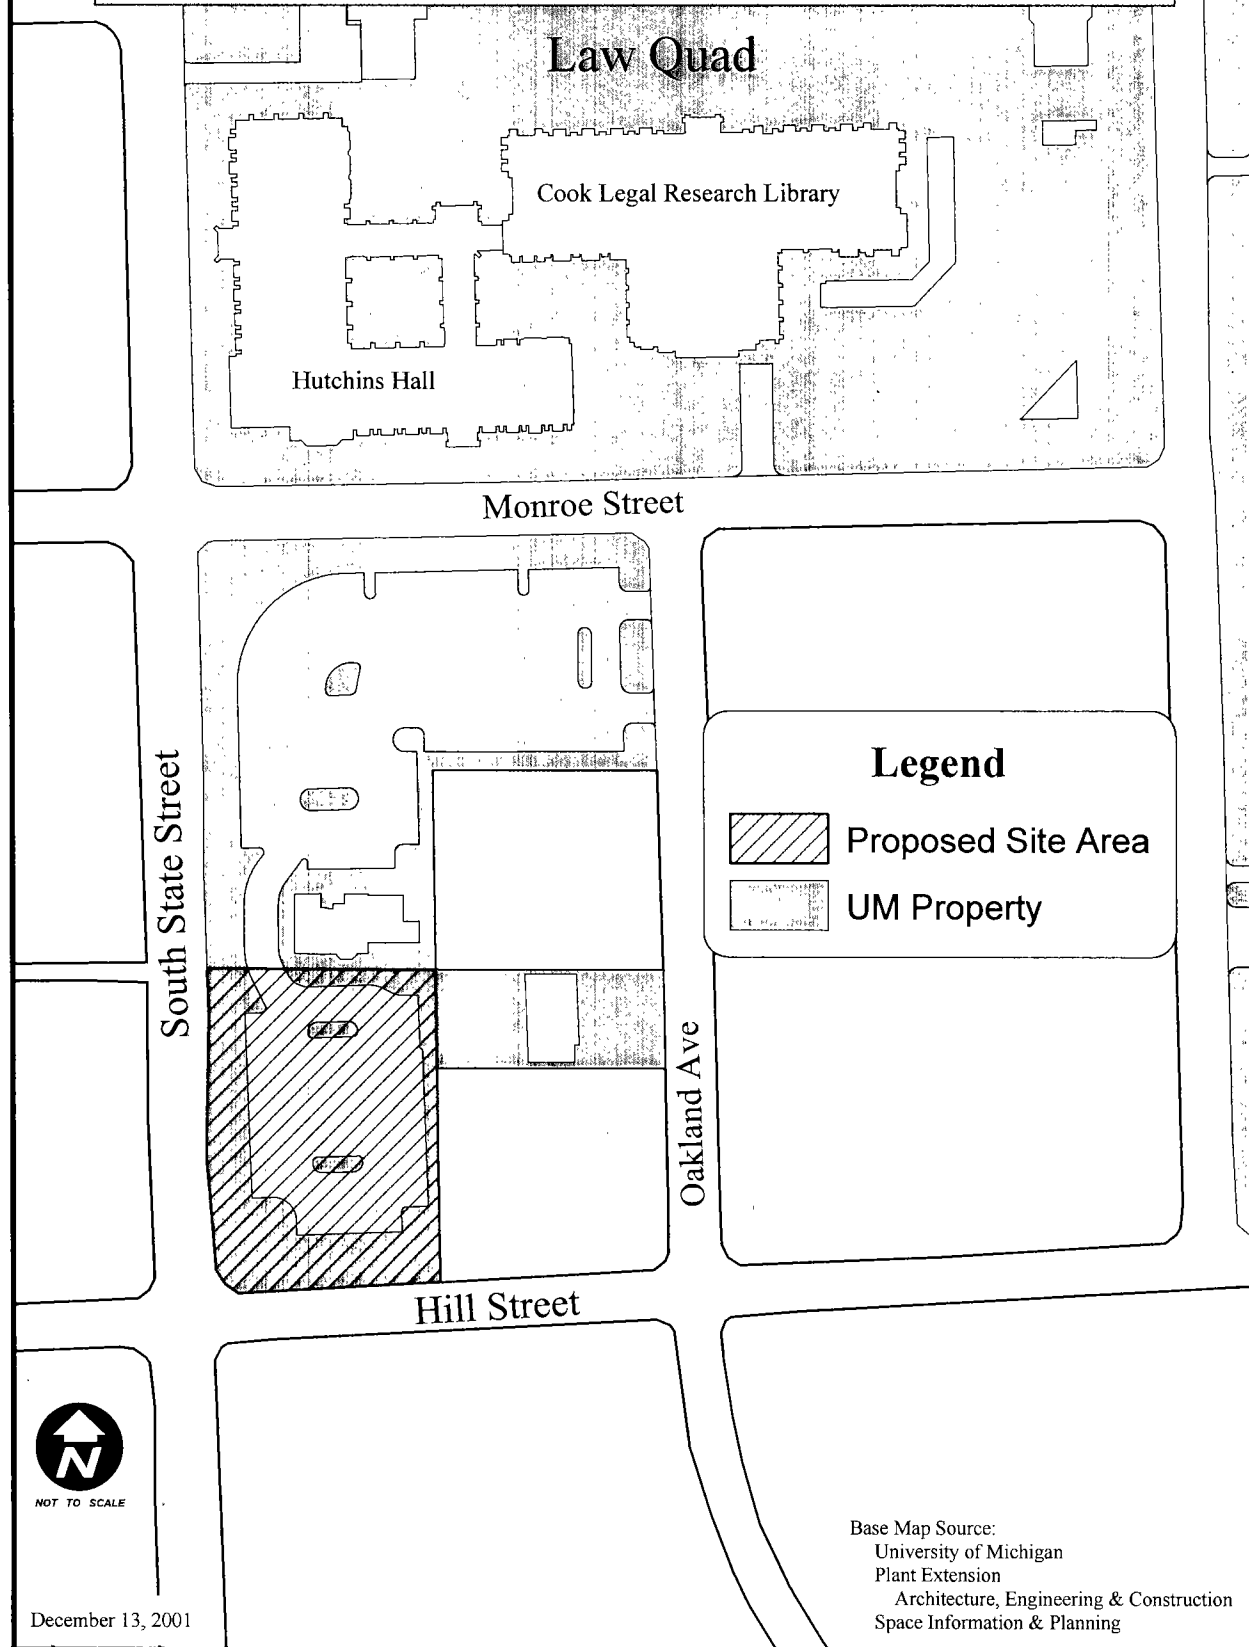 Law Quad
Cook Legal Research Library
Hutchins Hall
Monroe Street
South State Street
Legend
Proposed Site Area
UM Property
Oakland Ave
Hill Street
N
NOT TO SCALE
December 13, 2001
Base Map Source:
University of Michigan
Plant Extension
Architecture, Engineering & Construction
Space Information & Planning